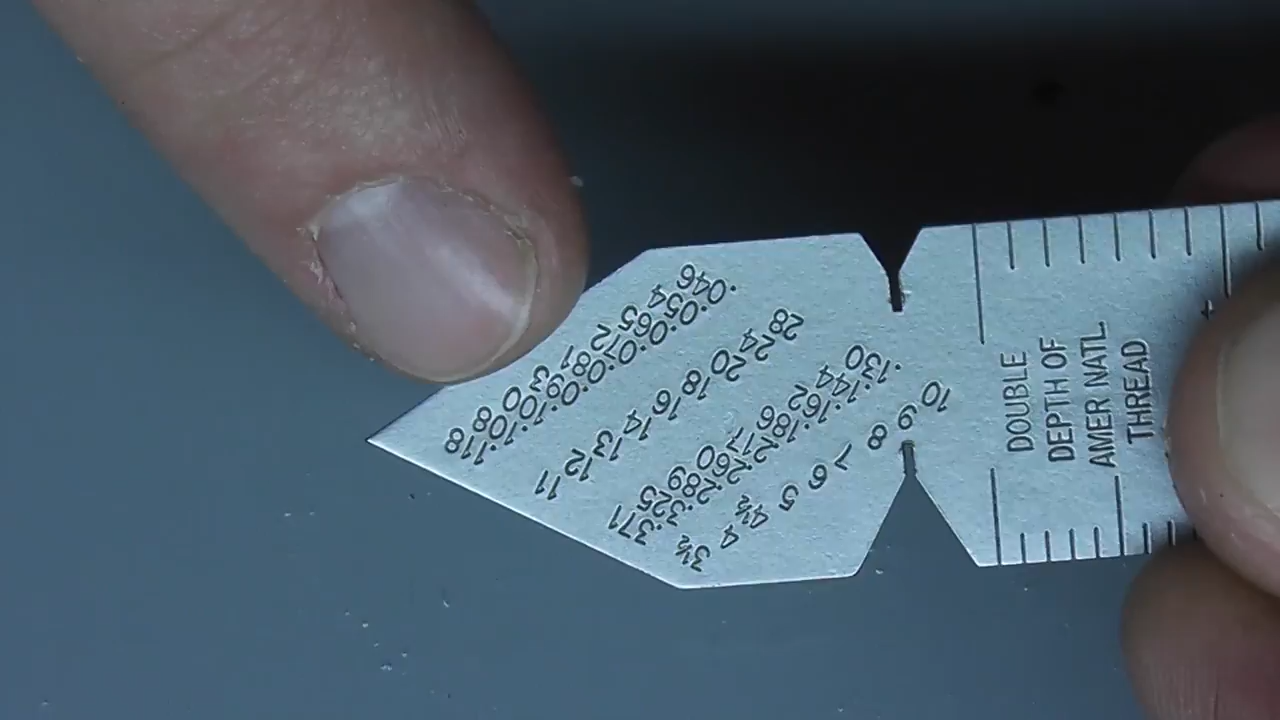 3½ .371 11 .118
4 .325 12 .108
4½ .289 13 .100
5 .260 14 .093
6 .217 16 .081
7 .186 18 .072
8 .162 20 .065
9 .144 24 .054
10 .130 28 .046
DOUBLE
DEPTH OF
AMER NATL.
THREAD